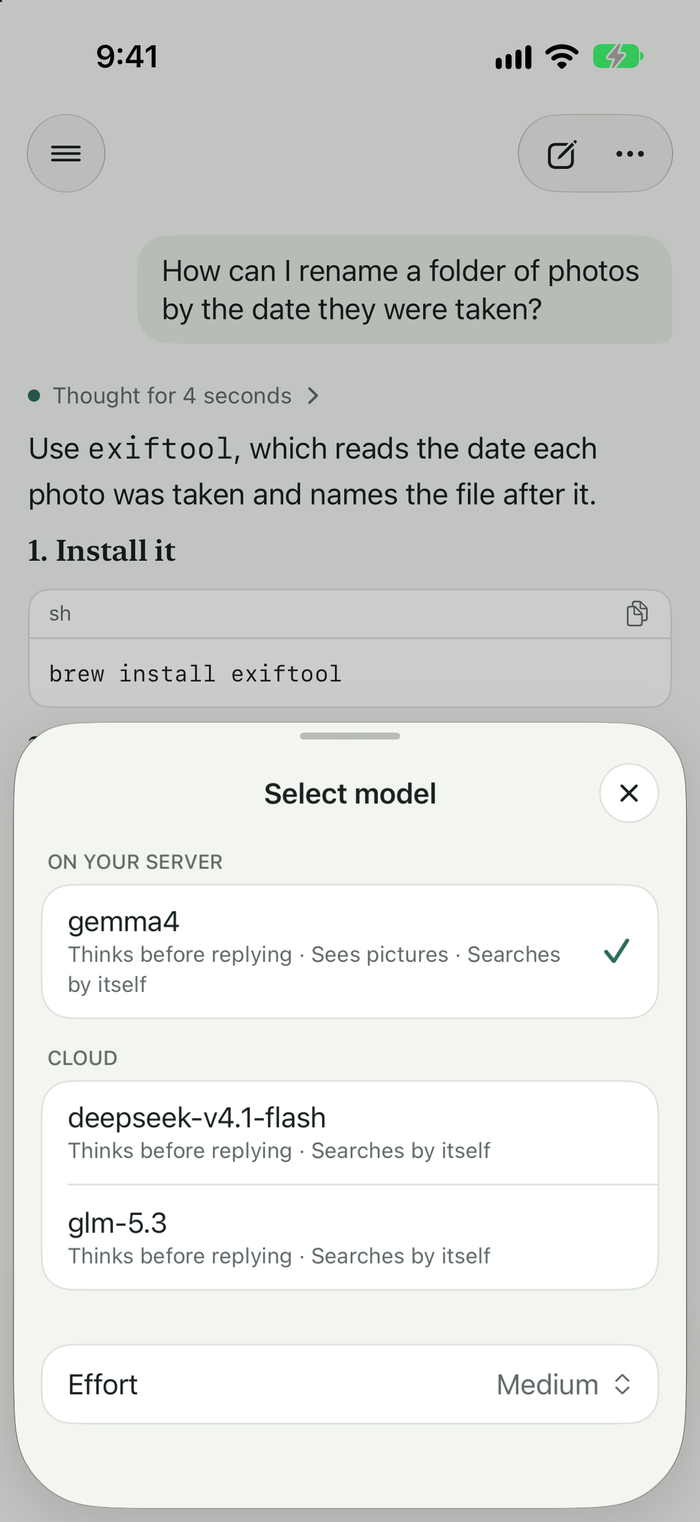 9:41
How can I rename a folder of photos
by the date they were taken?
Thought for 4 seconds
Use exiftool, which reads the date each
photo was taken and names the file after it.
1. Install it
sh
brew install exiftool
Select model
ON YOUR SERVER
gemma4
Thinks before replying · Sees pictures · Searches
by itself
CLOUD
deepseek-v4.1-flash
Thinks before replying · Searches by itself
glm-5.3
Thinks before replying · Searches by itself
Effort
Medium